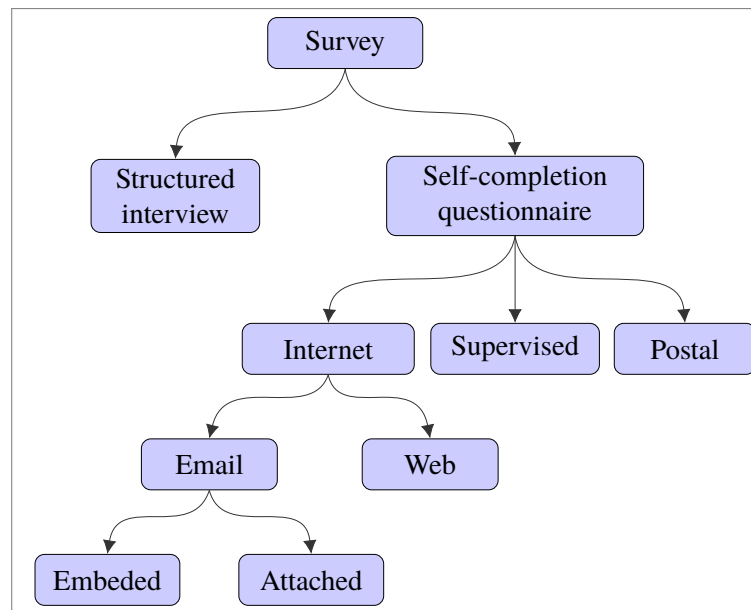 Survey
Structured
interview
Self-completion
questionnaire
Internet
Supervised
Postal
Email
Web
Embeded
Attached